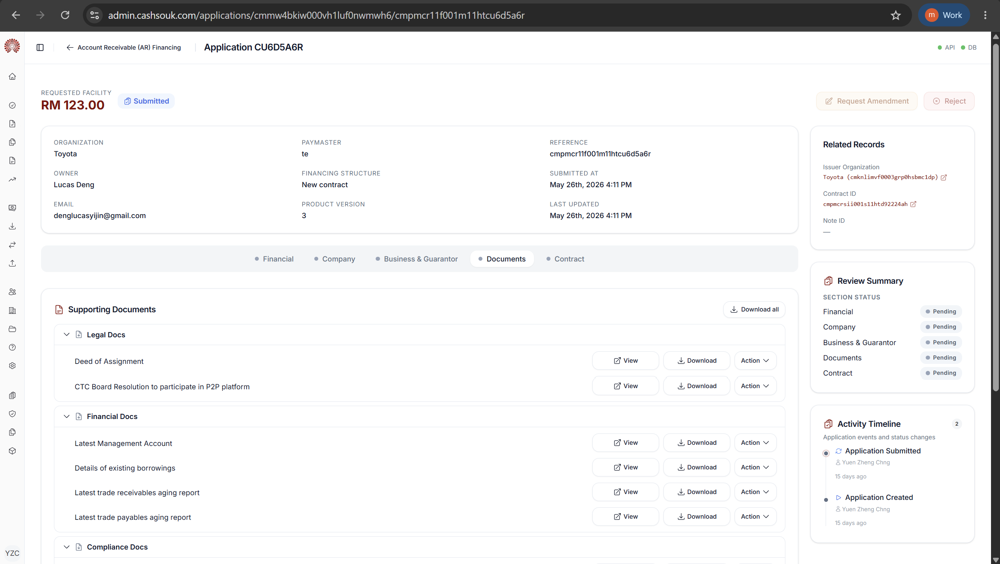 admin.cashsouk.com/applications/cmmw4bkiw000vh1luf0nwmwh6/cmpmcr11f001m11htcu6d5a6r
m Work
Account Receivable (AR) Financing
Application CU6D5A6R
API DB
REQUESTED FACILITY
RM 123.00
Submitted
Request Amendment
Reject
ORGANIZATION
Toyota
PAYMASTER
te
REFERENCE
cmpmcr11f001m11htcu6d5a6r
OWNER
Lucas Deng
FINANCING STRUCTURE
New contract
SUBMITTED AT
May 26th, 2026 4:11 PM
EMAIL
denglucasyijin@gmail.com
PRODUCT VERSION
3
LAST UPDATED
May 26th, 2026 4:11 PM
Financial Company Business & Guarantor Documents Contract
Supporting Documents
Download all
Legal Docs
Deed of Assignment View Download Action
CTC Board Resolution to participate in P2P platform View Download Action
Financial Docs
Latest Management Account View Download Action
Details of existing borrowings View Download Action
Latest trade receivables aging report View Download Action
Latest trade payables aging report View Download Action
Compliance Docs
Related Records
Issuer Organization
Toyota (cmknlimvf0003grp0hsbmc1dp)
Contract ID
cmpmcrsii001s11htd92224ah
Note ID
—
Review Summary
SECTION STATUS
Financial Pending
Company Pending
Business & Guarantor Pending
Documents Pending
Contract Pending
Activity Timeline 2
Application events and status changes
Application Submitted
Yuen Zheng Chng
15 days ago
Application Created
Yuen Zheng Chng
15 days ago
YZC